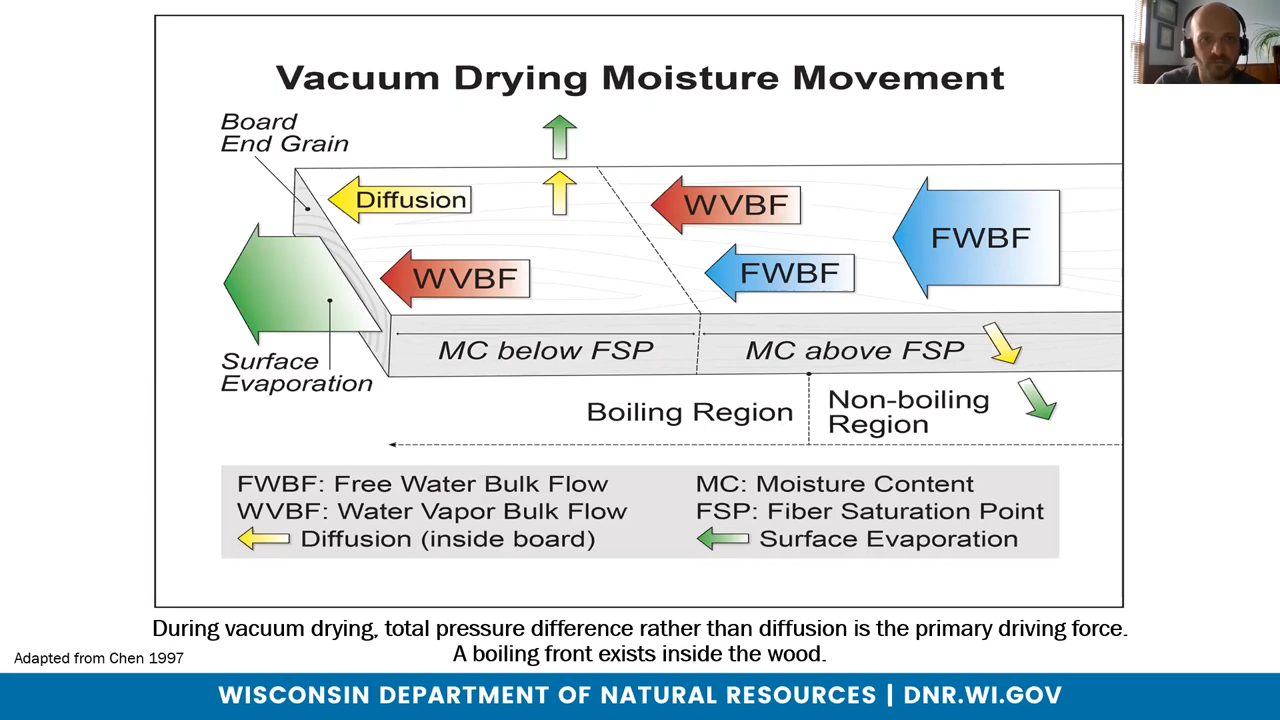 Vacuum Drying Moisture Movement
Board
End Grain
Diffusion
WVBF
FWBF
WVBF
FWBF
MC below FSP
MC above FSP
Surface
Evaporation
Boiling Region
Non-boiling
Region
FWBF: Free Water Bulk Flow
WVBF: Water Vapor Bulk Flow
Diffusion (inside board)
MC: Moisture Content
FSP: Fiber Saturation Point
Surface Evaporation
During vacuum drying, total pressure difference rather than diffusion is the primary driving force.
A boiling front exists inside the wood.
Adapted from Chen 1997
WISCONSIN DEPARTMENT OF NATURAL RESOURCES | DNR.WI.GOV